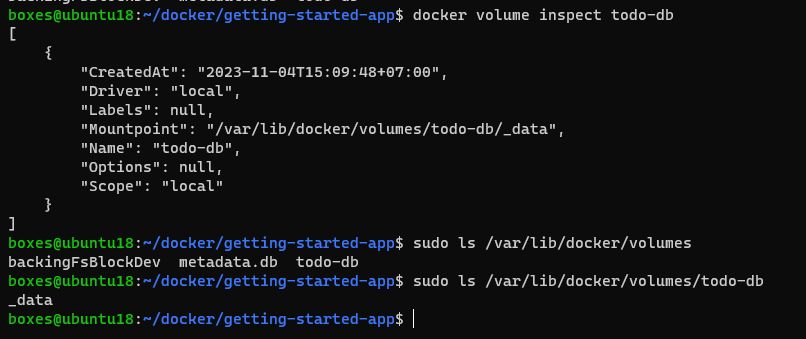 boxes@ubuntu18:~/docker/getting-started-app$ docker volume inspect todo-db
[
    {
        "CreatedAt": "2023-11-04T15:09:48+07:00",
        "Driver": "local",
        "Labels": null,
        "Mountpoint": "/var/lib/docker/volumes/todo-db/_data",
        "Name": "todo-db",
        "Options": null,
        "Scope": "local"
    }
]
boxes@ubuntu18:~/docker/getting-started-app$ sudo ls /var/lib/docker/volumes
backingFsBlockDev  metadata.db  todo-db
boxes@ubuntu18:~/docker/getting-started-app$ sudo ls /var/lib/docker/volumes/todo-db
_data
boxes@ubuntu18:~/docker/getting-started-app$